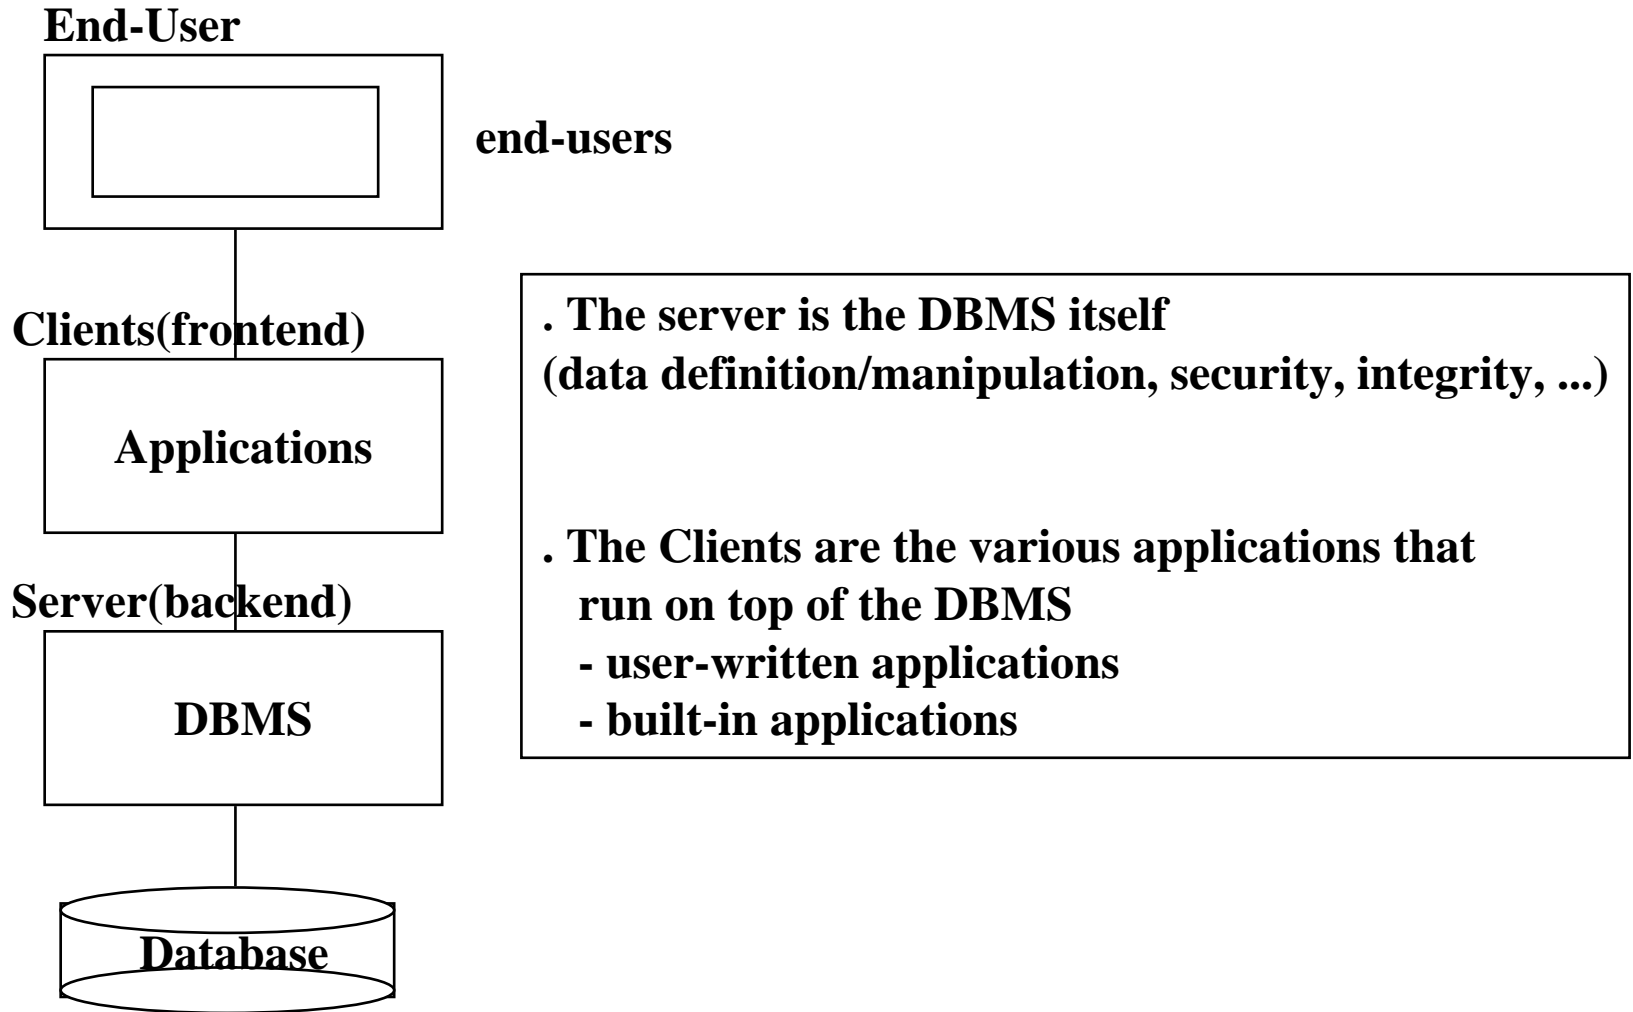 End-User
end-users
Clients(frontend)
Applications
Server(backend)
DBMS
Database
. The server is the DBMS itself
(data definition/manipulation, security, integrity, ...)
. The Clients are the various applications that
run on top of the DBMS
- user-written applications
- built-in applications